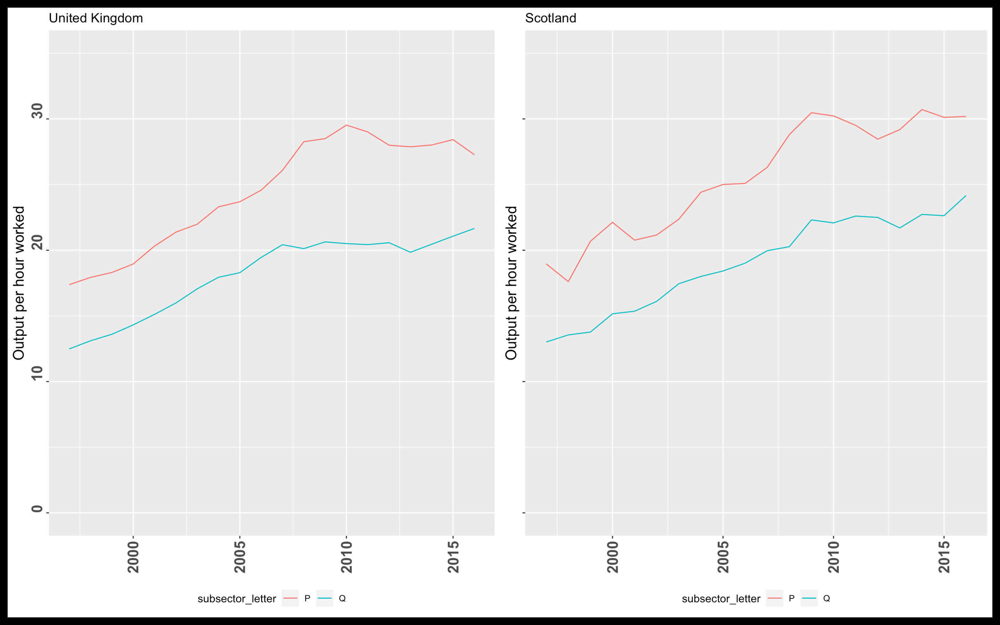 United Kingdom
Output per hour worked
30
20
10
0
2000
2005
2010
2015
subsector_letter P Q
Scotland
Output per hour worked
2000
2005
2010
2015
subsector_letter P Q